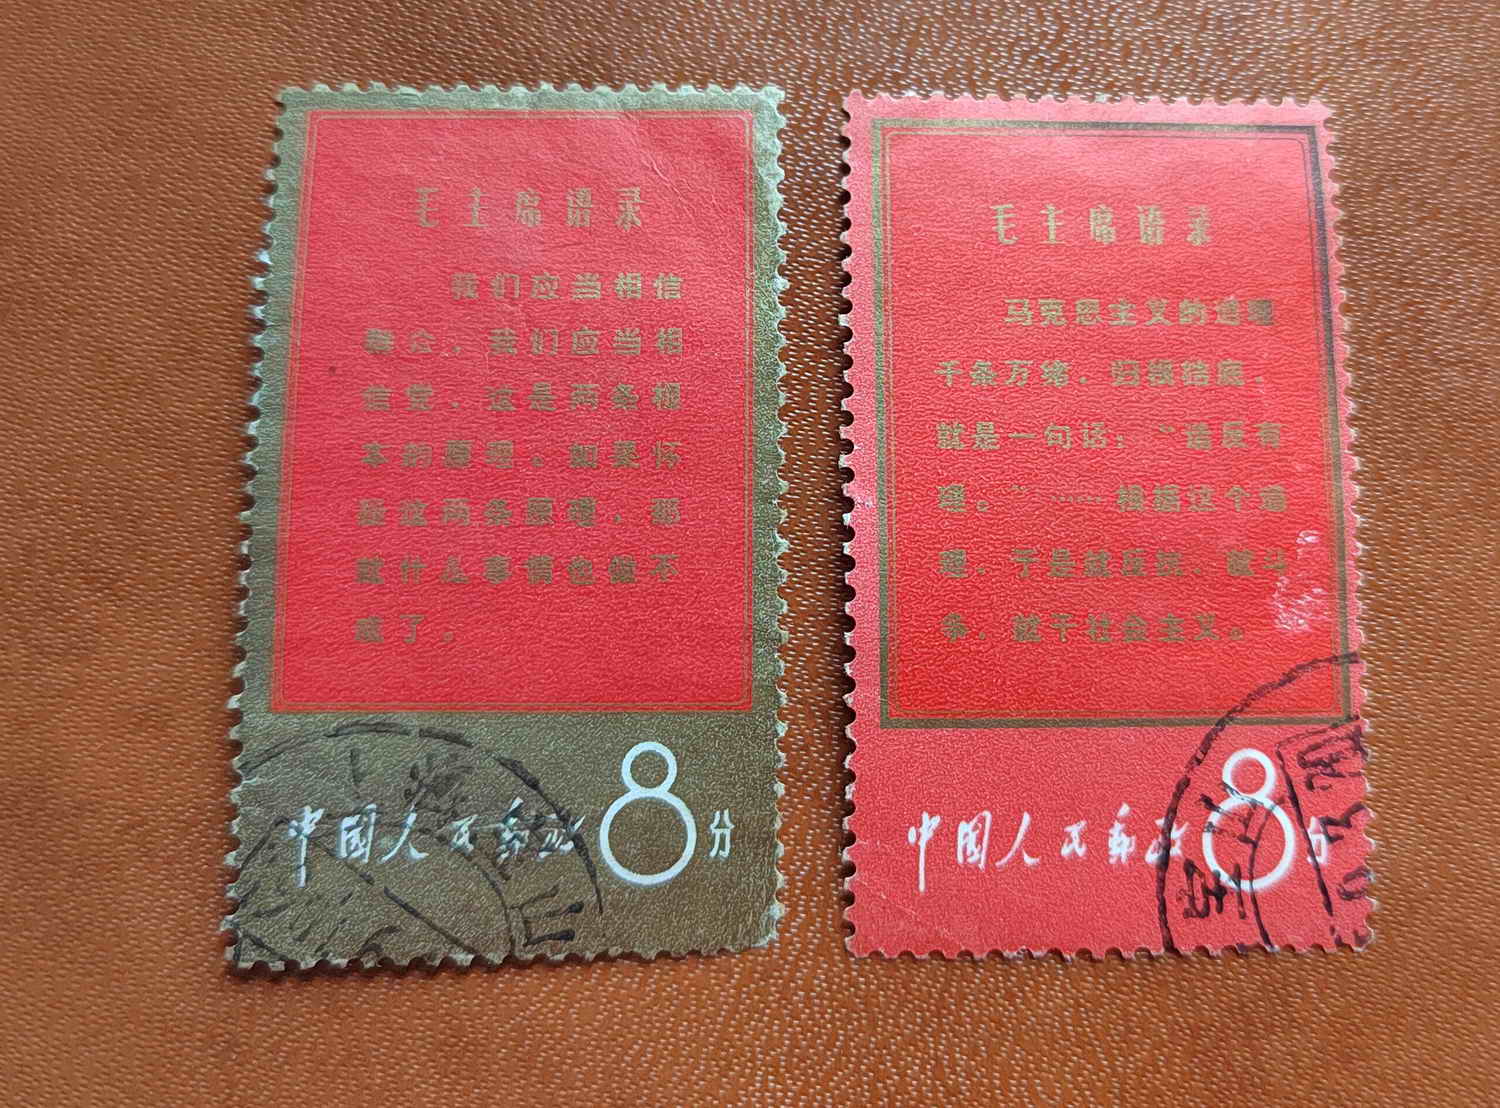 毛主席语录
我们应当相信
群众，我们应当相
信党，这是两条根
本的原理。如果怀
疑这两条原理，那
就什么事情也做不
成了。
中国人民邮政 8分
毛主席语录
马克思主义的道理
千条万绪，归根结底，
就是一句话：“造反有
理。”……根据这个道
理，于是就反抗，就斗
争，就干社会主义。
中国人民邮政 8分